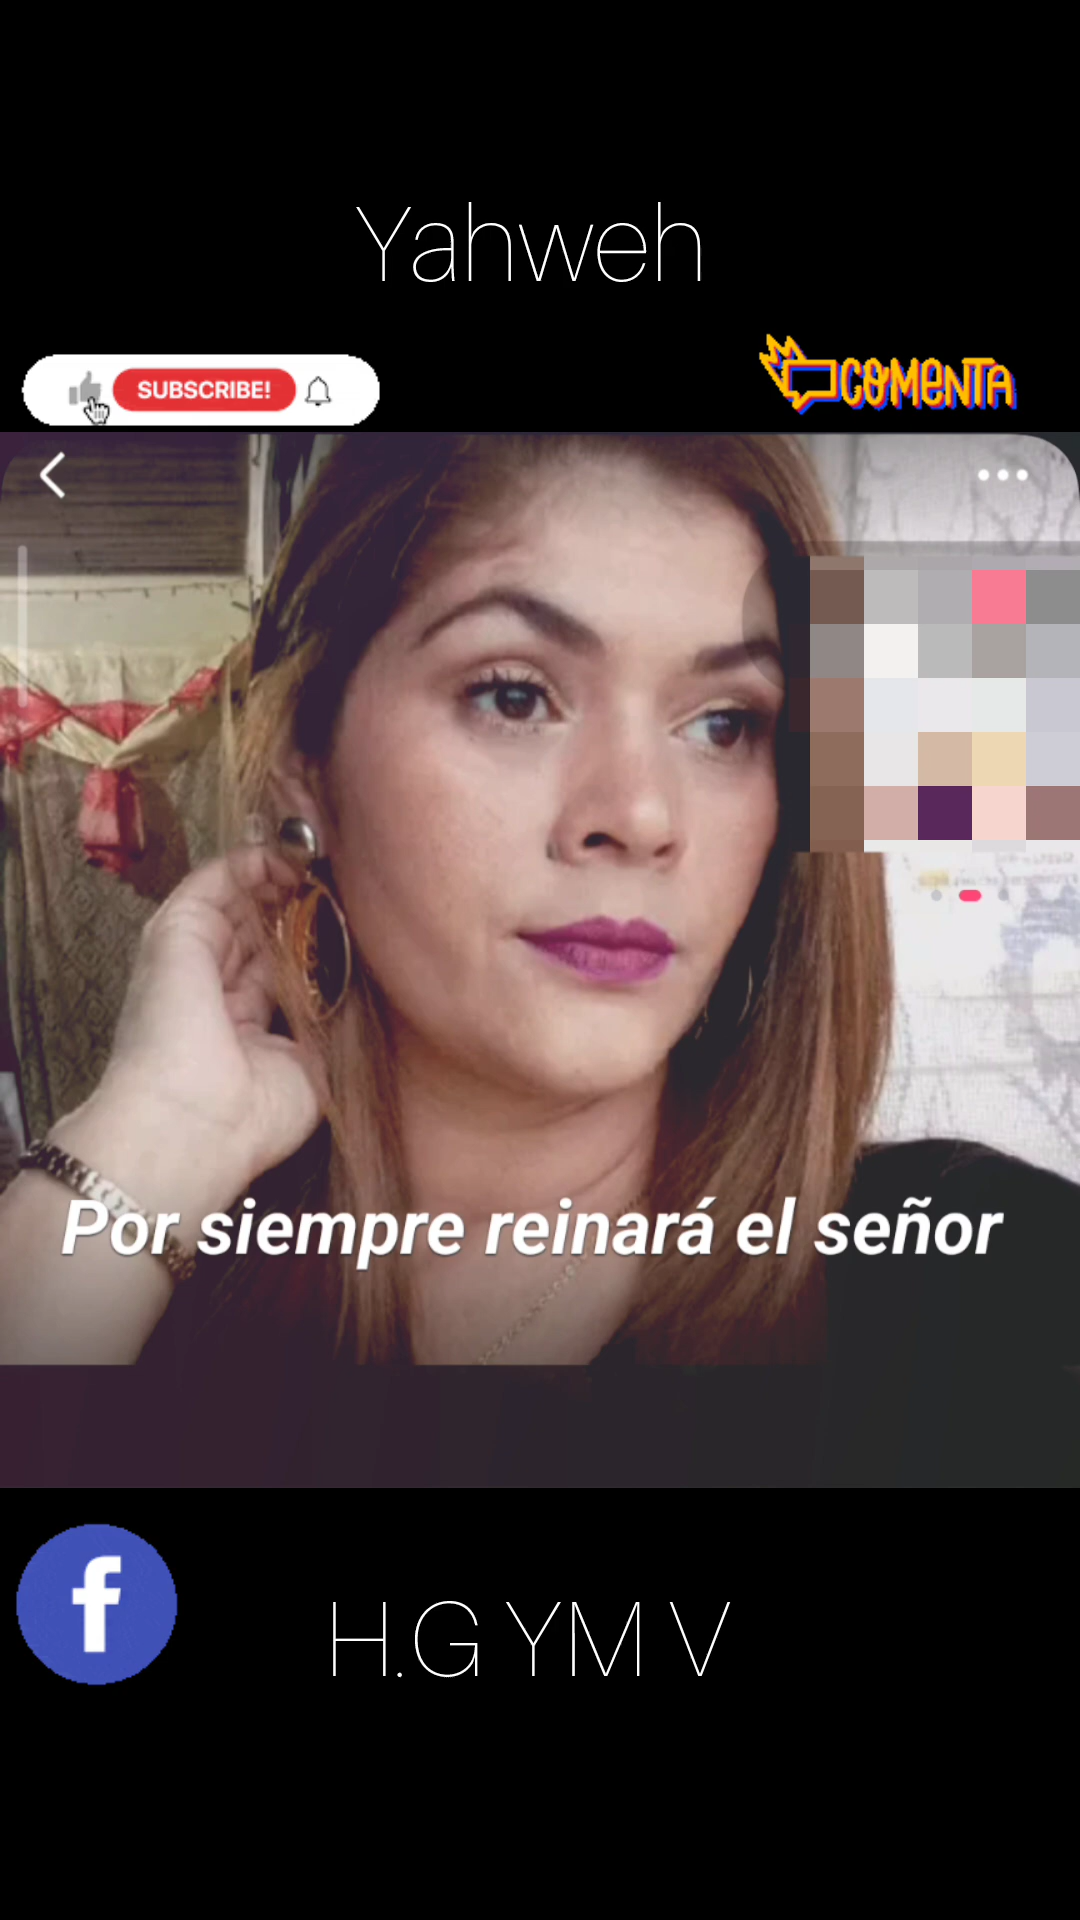 Yahweh
SUBSCRIBE!
COMENTA
Por siempre reinará el señor
f
H.G YM V